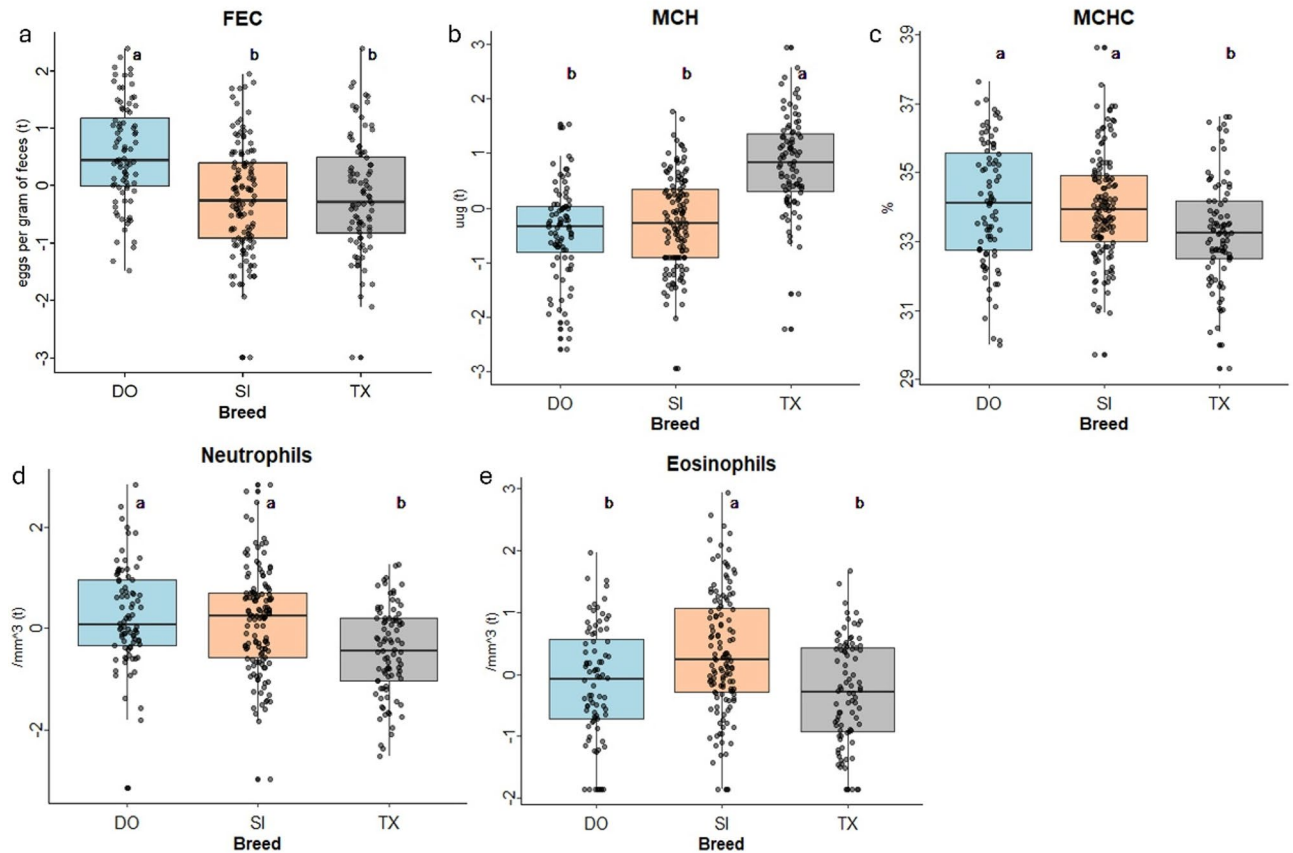 a
FEC
eggs per gram of feces (t)
2
1
0
-1
-2
-3
a
b
b
DO
SI
TX
Breed
b
MCH
uug (t)
3
2
1
0
-1
-2
-3
b
b
a
DO
SI
TX
Breed
c
MCHC
%
39
37
35
33
31
29
a
a
b
DO
SI
TX
Breed
d
Neutrophils
/mm^3 (t)
2
0
-2
a
a
b
DO
SI
TX
Breed
e
Eosinophils
/mm^3 (t)
3
2
1
0
-1
-2
b
a
b
DO
SI
TX
Breed